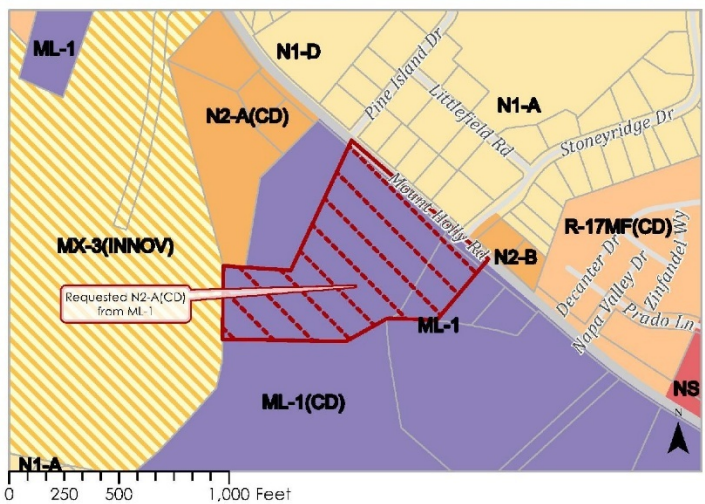 ML-1
N1-D
Pine Island Dr
Littlefield Rd
N1-A
N2-A(CD)
Stoneyridge Dr
Mount Holly Rd
R-17MF(CD)
MX-3(INNOV)
N2-B
Decanter Dr
Napa Valley Dr
Zinfandel Wy
Prado Ln
Requested N2-A(CD)
from ML-1
ML-1
NS
ML-1(CD)
N
N1-A
0 250 500 1,000 Feet